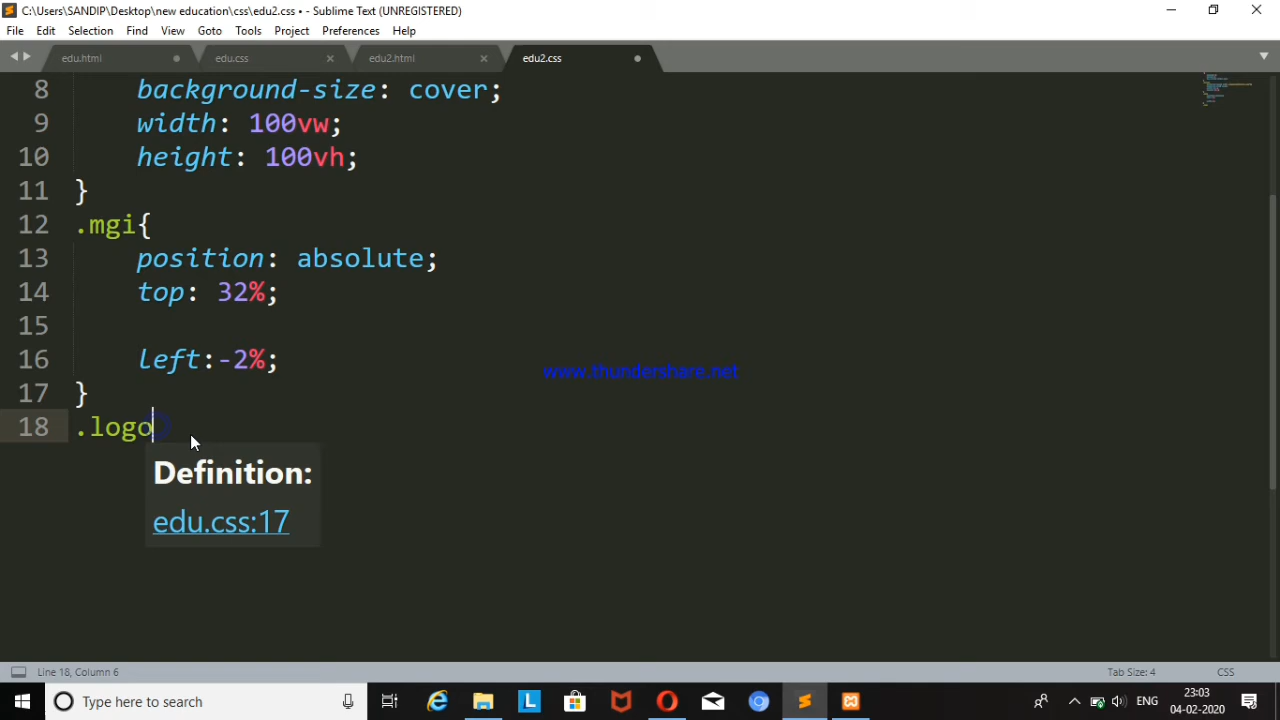 C:\Users\SANDIP\Desktop\new education\css\edu2.css • - Sublime Text (UNREGISTERED)
File Edit Selection Find View Goto Tools Project Preferences Help
edu.html edu.css edu2.html edu2.css
8 background-size: cover;
9 width: 100vw;
10 height: 100vh;
11 }
12 .mgi{
13 position: absolute;
14 top: 32%;
15
16 left:-2%;
www.thundershare.net
17 }
18 .logo
Definition:
edu.css:17
Line 18, Column 6 Tab Size: 4 CSS
Type here to search ENG 23:03
04-02-2020